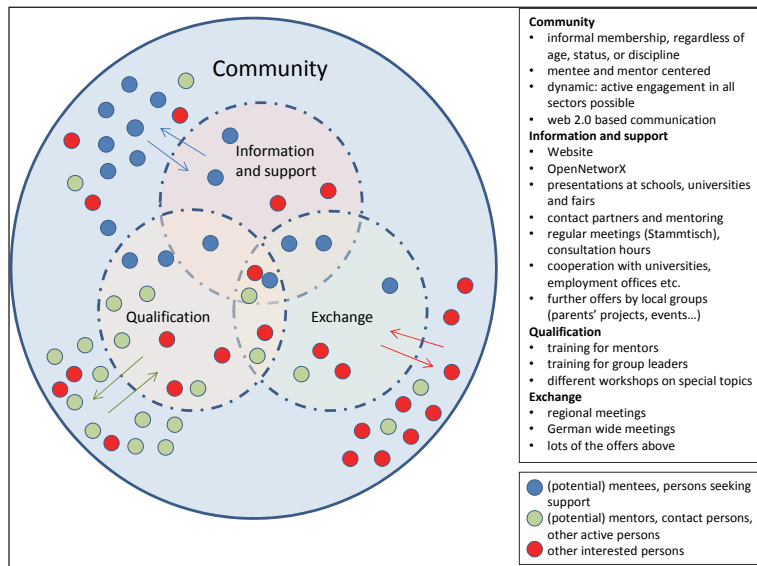 Community
Information
and support
Qualification
Exchange
Community
• informal membership, regardless of
age, status, or discipline
• mentee and mentor centered
• dynamic: active engagement in all
sectors possible
• web 2.0 based communication
Information and support
• Website
• OpenNetworX
• presentations at schools, universities
and fairs
• contact partners and mentoring
• regular meetings (Stammtisch),
consultation hours
• cooperation with universities,
employment offices etc.
• further offers by local groups
(parents' projects, events…)
Qualification
• training for mentors
• training for group leaders
• different workshops on special topics
Exchange
• regional meetings
• German wide meetings
• lots of the offers above
(potential) mentees, persons seeking
support
(potential) mentors, contact persons,
other active persons
other interested persons